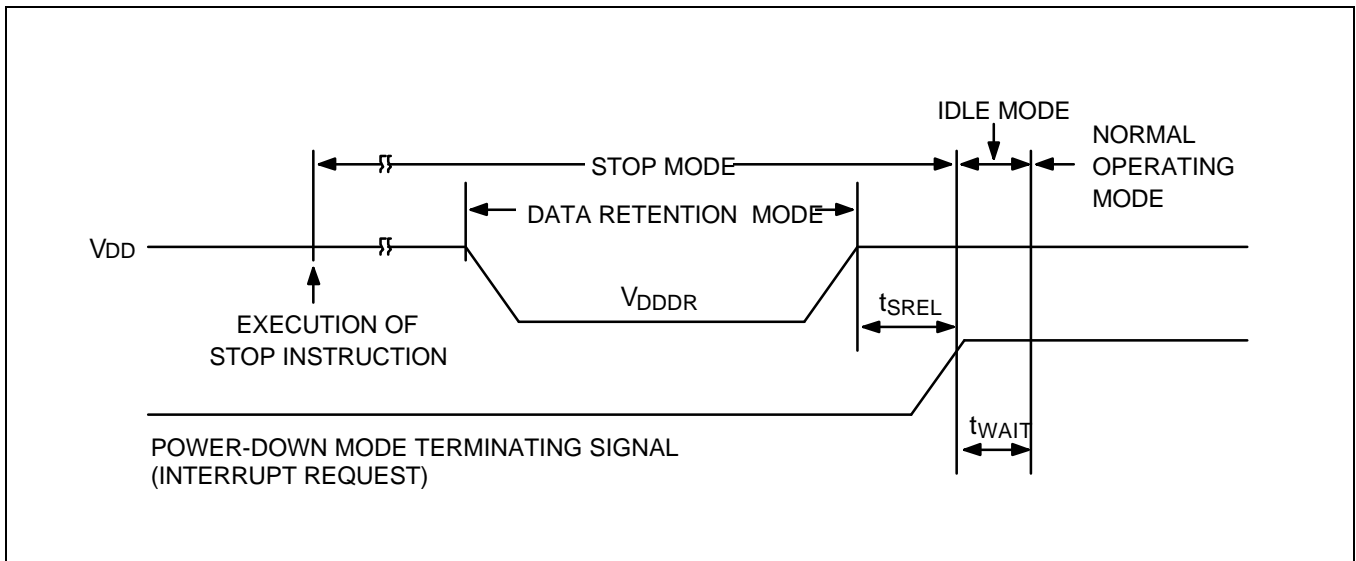 IDLE MODE
NORMAL
OPERATING
MODE
STOP MODE
DATA RETENTION MODE
VDD
VDDDR
tSREL
EXECUTION OF
STOP INSTRUCTION
tWAIT
POWER-DOWN MODE TERMINATING SIGNAL
(INTERRUPT REQUEST)